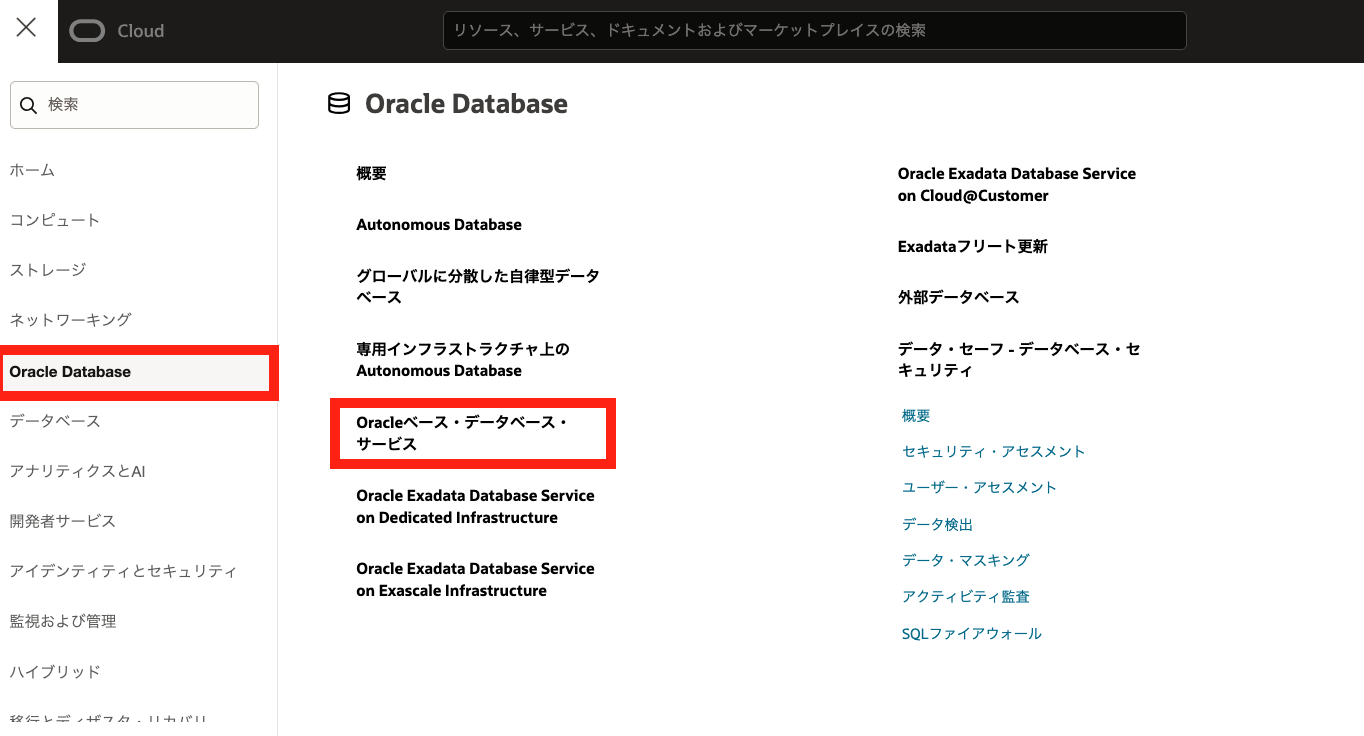 Cloud
リソース、サービス、ドキュメントおよびマーケットプレイスの検索
検索
ホーム
コンピュート
ストレージ
ネットワーキング
Oracle Database
データベース
アナリティクスとAI
開発者サービス
アイデンティティとセキュリティ
監視および管理
ハイブリッド
移行とディザスタ・リカバリ
Oracle Database
概要
Autonomous Database
グローバルに分散した自律型データ
ベース
専用インフラストラクチャ上の
Autonomous Database
Oracleベース・データベース・
サービス
Oracle Exadata Database Service
on Dedicated Infrastructure
Oracle Exadata Database Service
on Exascale Infrastructure
Oracle Exadata Database Service
on Cloud@Customer
Exadataフリート更新
外部データベース
データ・セーフ - データベース・セ
キュリティ
概要
セキュリティ・アセスメント
ユーザー・アセスメント
データ検出
データ・マスキング
アクティビティ監査
SQLファイアウォール